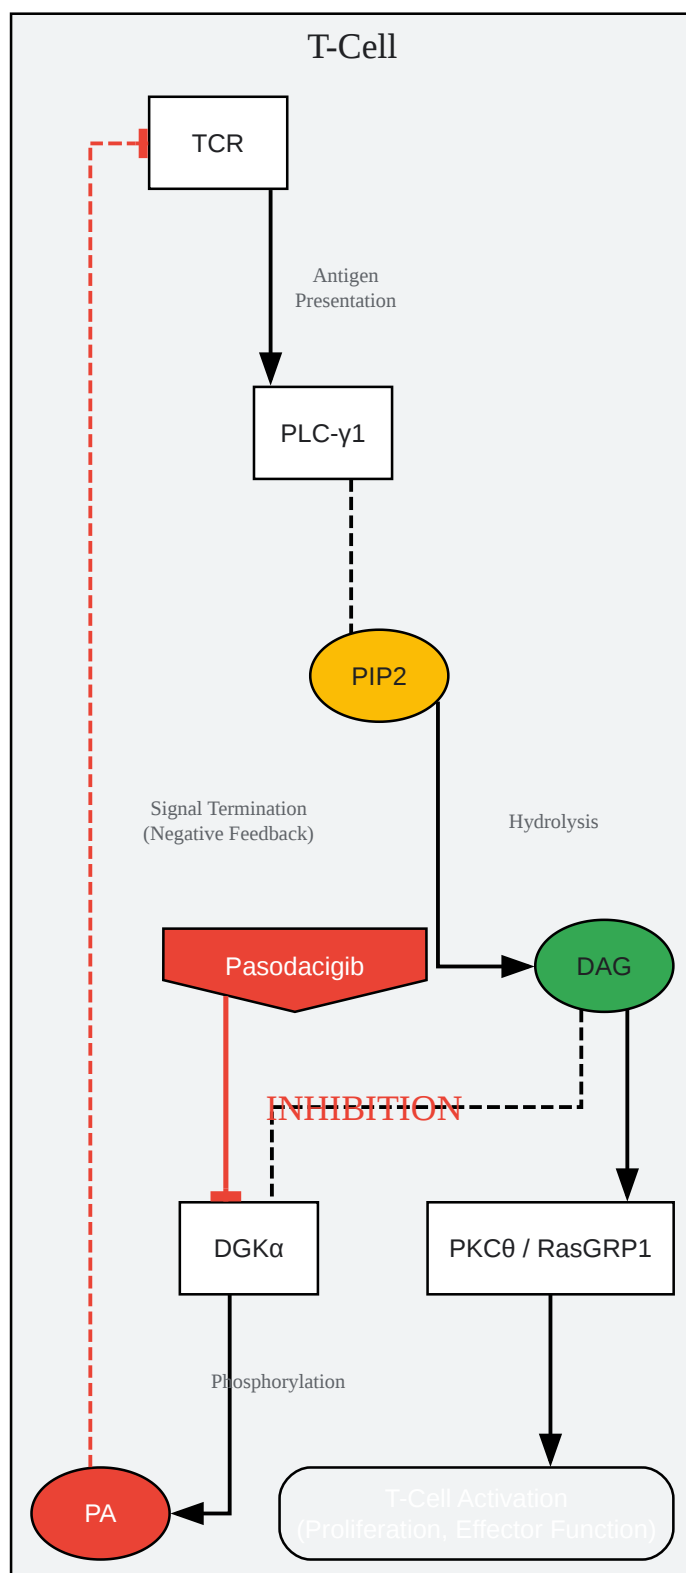 T-Cell
TCR
Antigen
Presentation
PLC-γ1
PIP2
Signal Termination
(Negative Feedback)
Hydrolysis
Pasodacigib
DAG
INHIBITION
DGKα
PKCθ / RasGRP1
Phosphorylation
PA
T-Cell Activation
(Proliferation, Effector Function)